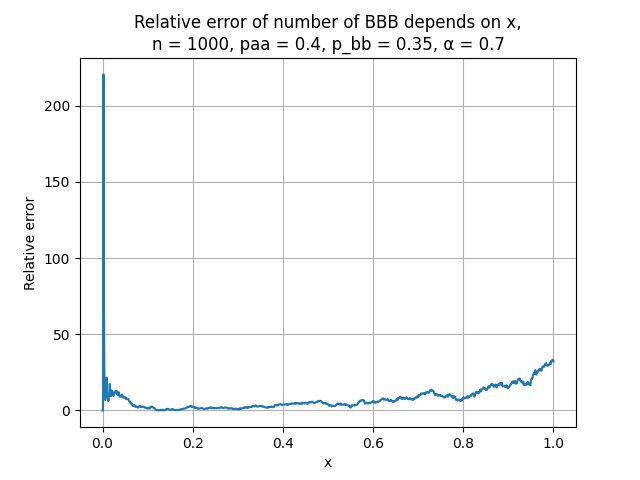 Relative error of number of BBB depends on x,
n = 1000, paa = 0.4, p_bb = 0.35, α = 0.7
200
150
100
50
0
Relative error
0.0 0.2 0.4 0.6 0.8 1.0
x